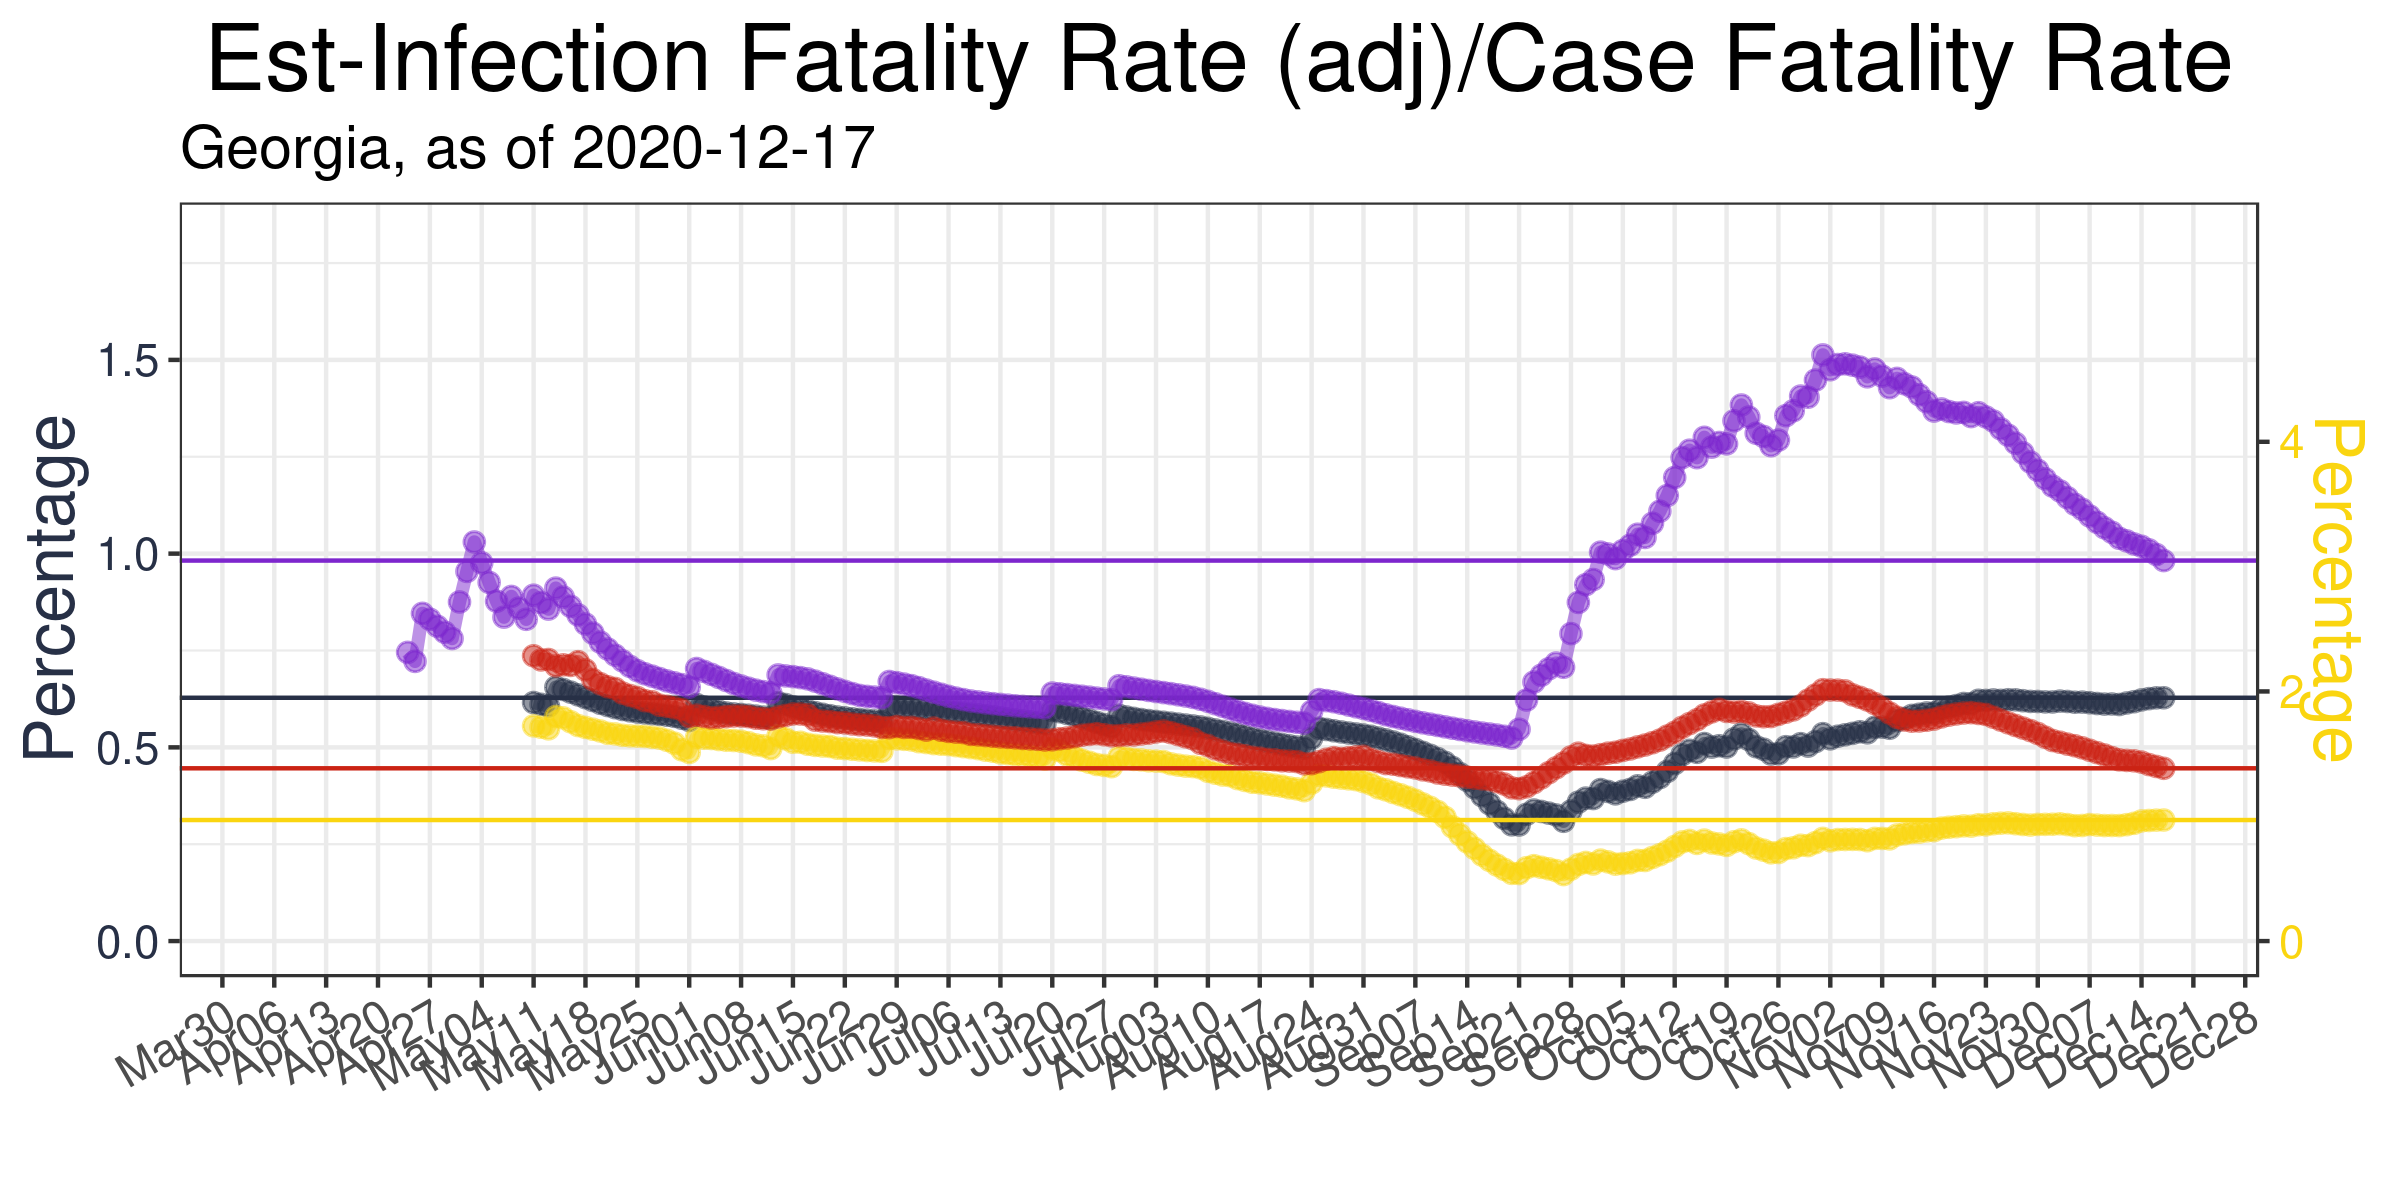 Est-Infection Fatality Rate (adj)/Case Fatality Rate
Georgia, as of 2020-12-17
Percentage
1.5
1.0
0.5
0.0
4
2
0
Percentage
Mar30
Apr06
Apr13
Apr20
Apr27
May04
May11
May18
May25
Jun01
Jun08
Jun15
Jun22
Jun29
Jul06
Jul13
Jul20
Jul27
Aug03
Aug10
Aug17
Aug24
Aug31
Sep07
Sep14
Sep21
Sep28
Oct05
Oct12
Oct19
Oct26
Nov02
Nov09
Nov16
Nov23
Nov30
Dec07
Dec14
Dec21
Dec28